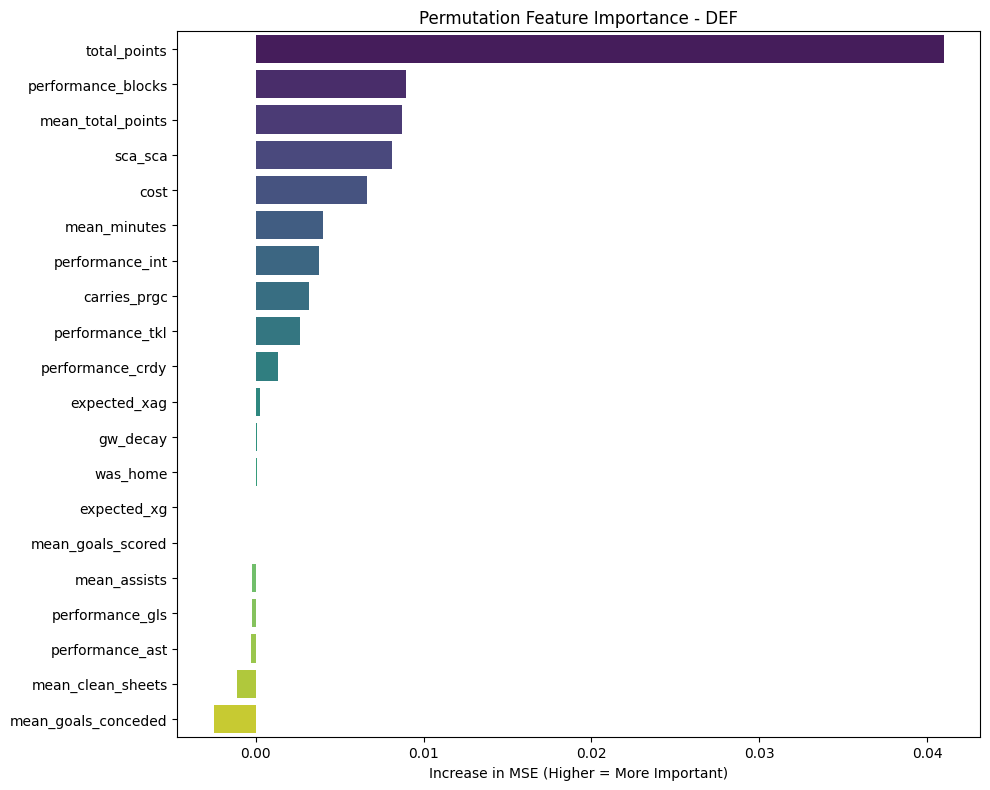 Permutation Feature Importance - DEF
total_points
performance_blocks
mean_total_points
sca_sca
cost
mean_minutes
performance_int
carries_prgc
performance_tkl
performance_crdy
expected_xag
gw_decay
was_home
expected_xg
mean_goals_scored
mean_assists
performance_gls
performance_ast
mean_clean_sheets
mean_goals_conceded
0.00 0.01 0.02 0.03 0.04
Increase in MSE (Higher = More Important)